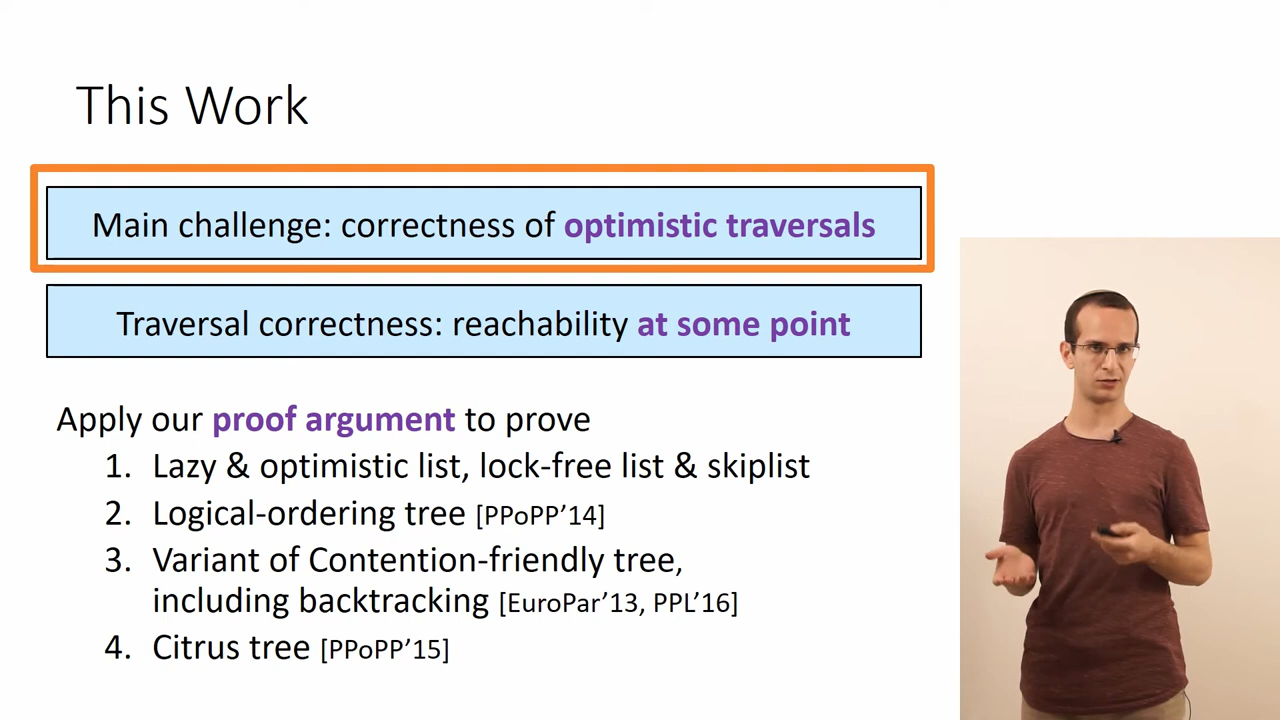 This Work
Main challenge: correctness of optimistic traversals
Traversal correctness: reachability at some point
Apply our proof argument to prove
1. Lazy & optimistic list, lock-free list & skiplist
2. Logical-ordering tree [PPoPP’14]
3. Variant of Contention-friendly tree,
including backtracking [EuroPar’13, PPL’16]
4. Citrus tree [PPoPP’15]